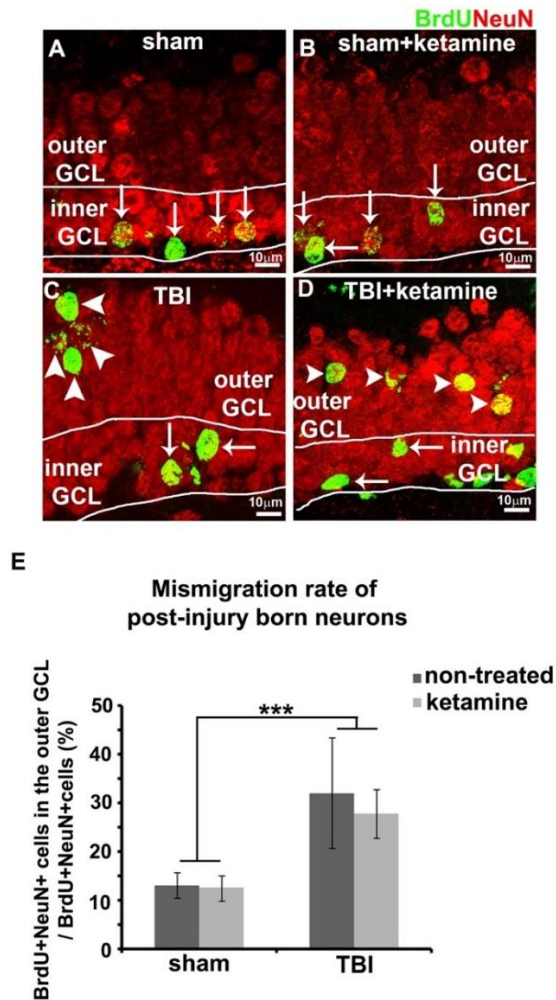 BrdUNeuN
A
sham
outer
GCL
inner
GCL
10µm
B
sham+ketamine
outer
GCL
inner
GCL
10µm
C
TBI
outer
GCL
inner
GCL
10µm
D
TBI+ketamine
outer
GCL
inner
GCL
10µm
E
Mismigration rate of
post-injury born neurons
non-treated
ketamine
BrdU+NeuN+ cells in the outer GCL
/ BrdU+NeuN+cells (%)
50
40
30
20
10
0
***
sham
TBI